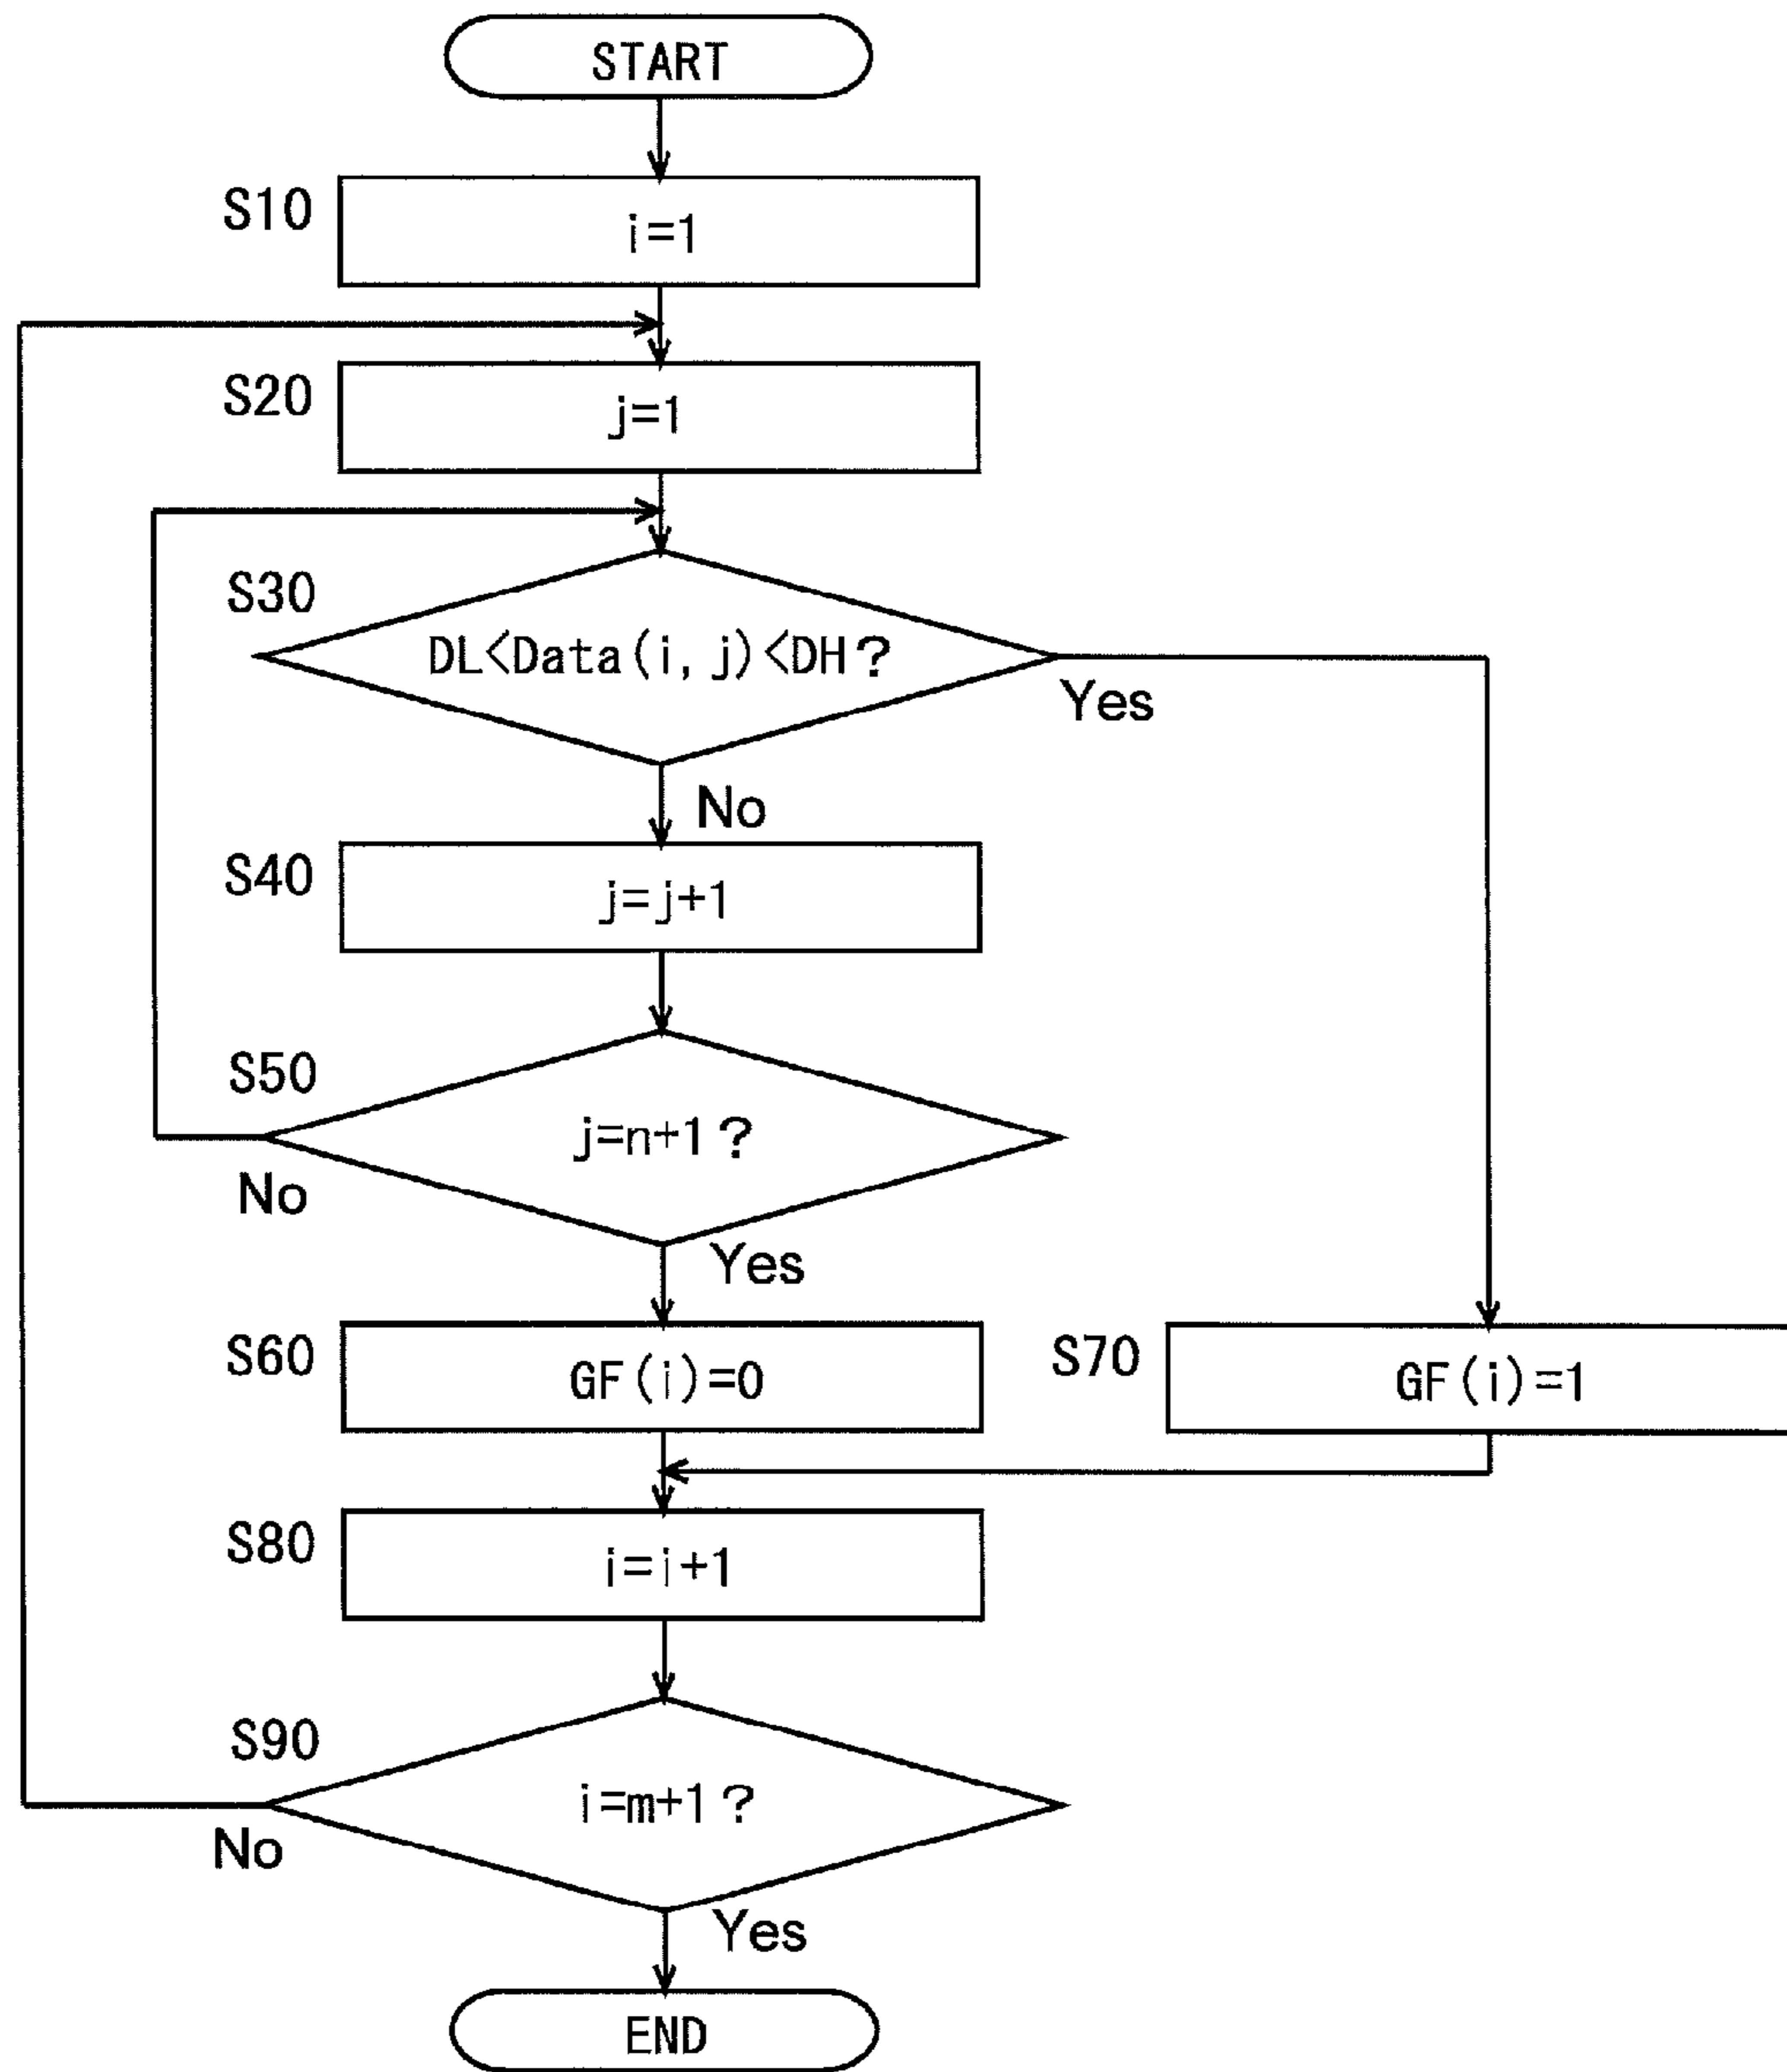 START
S10
i=1
S20
j=1
S30
DL<Data(i,j)<DH?
Yes
No
S40
j=j+1
S50
j=n+1?
No
Yes
S60
GF(i)=0
S70
GF(i)=1
S80
i=i+1
S90
i=m+1?
No
Yes
END